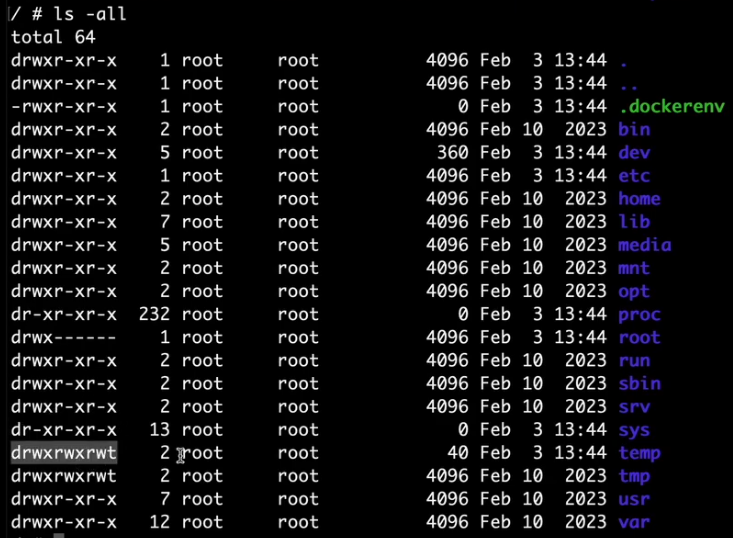 / # ls -all
total 64
drwxr-xr-x 1 root root 4096 Feb 3 13:44 .
drwxr-xr-x 1 root root 4096 Feb 3 13:44 ..
-rwxr-xr-x 1 root root 0 Feb 3 13:44 .dockerenv
drwxr-xr-x 2 root root 4096 Feb 10 2023 bin
drwxr-xr-x 5 root root 360 Feb 3 13:44 dev
drwxr-xr-x 1 root root 4096 Feb 3 13:44 etc
drwxr-xr-x 2 root root 4096 Feb 10 2023 home
drwxr-xr-x 7 root root 4096 Feb 10 2023 lib
drwxr-xr-x 5 root root 4096 Feb 10 2023 media
drwxr-xr-x 2 root root 4096 Feb 10 2023 mnt
drwxr-xr-x 2 root root 4096 Feb 10 2023 opt
dr-xr-xr-x 232 root root 0 Feb 3 13:44 proc
drwx------ 1 root root 4096 Feb 3 13:44 root
drwxr-xr-x 2 root root 4096 Feb 10 2023 run
drwxr-xr-x 2 root root 4096 Feb 10 2023 sbin
drwxr-xr-x 2 root root 4096 Feb 10 2023 srv
dr-xr-xr-x 13 root root 0 Feb 3 13:44 sys
drwxrwxrwt 2 root root 40 Feb 3 13:44 temp
drwxrwxrwt 2 root root 4096 Feb 10 2023 tmp
drwxr-xr-x 7 root root 4096 Feb 10 2023 usr
drwxr-xr-x 12 root root 4096 Feb 10 2023 var